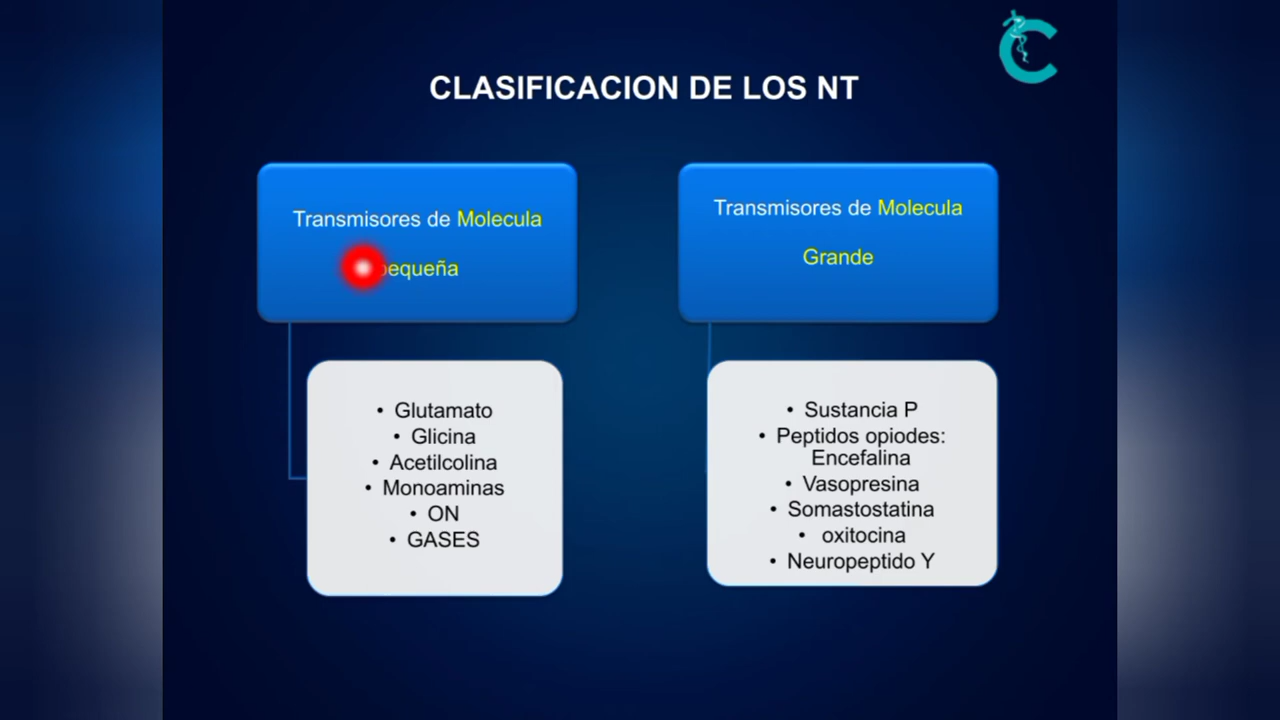 CLASIFICACION DE LOS NT
Transmisores de Molecula
pequeña
• Glutamato
• Glicina
• Acetilcolina
• Monoaminas
• ON
• GASES
Transmisores de Molecula
Grande
• Sustancia P
• Peptidos opiodes:
Encefalina
• Vasopresina
• Somastostatina
• oxitocina
• Neuropeptido Y